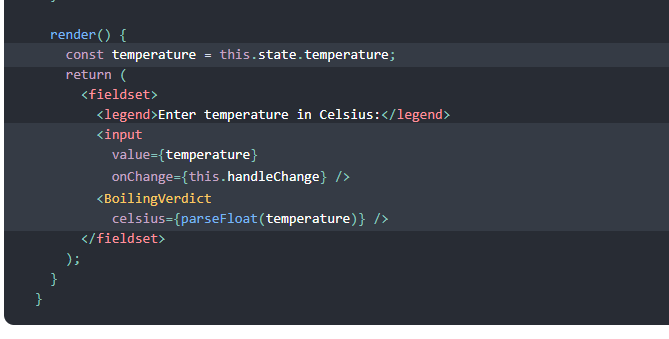 render() {
const temperature = this.state.temperature;
return (
<fieldset>
<legend>Enter temperature in Celsius:</legend>
<input
value={temperature}
onChange={this.handleChange} />
<BoilingVerdict
celsius={parseFloat(temperature)} />
</fieldset>
);
}
}